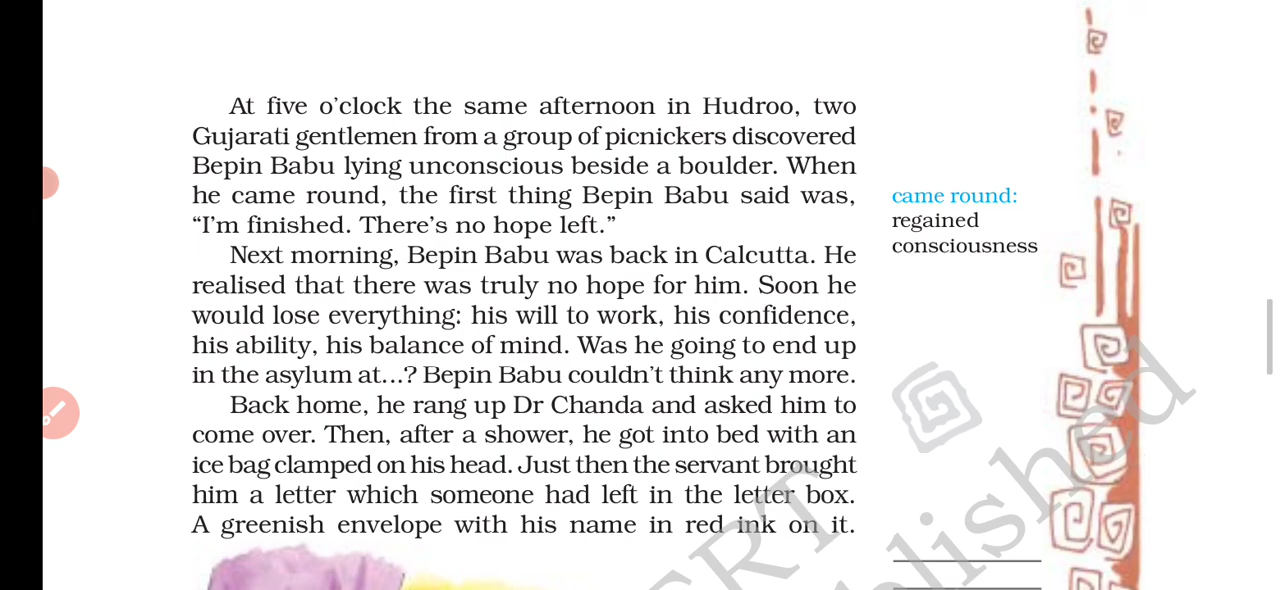 At five o’clock the same afternoon in Hudroo, two
Gujarati gentlemen from a group of picnickers discovered
Bepin Babu lying unconscious beside a boulder. When
he came round, the first thing Bepin Babu said was,
“I’m finished. There’s no hope left.”
Next morning, Bepin Babu was back in Calcutta. He
realised that there was truly no hope for him. Soon he
would lose everything: his will to work, his confidence,
his ability, his balance of mind. Was he going to end up
in the asylum at...? Bepin Babu couldn’t think any more.
Back home, he rang up Dr Chanda and asked him to
come over. Then, after a shower, he got into bed with an
ice bag clamped on his head. Just then the servant brought
him a letter which someone had left in the letter box.
A greenish envelope with his name in red ink on it.
came round:
regained
consciousness